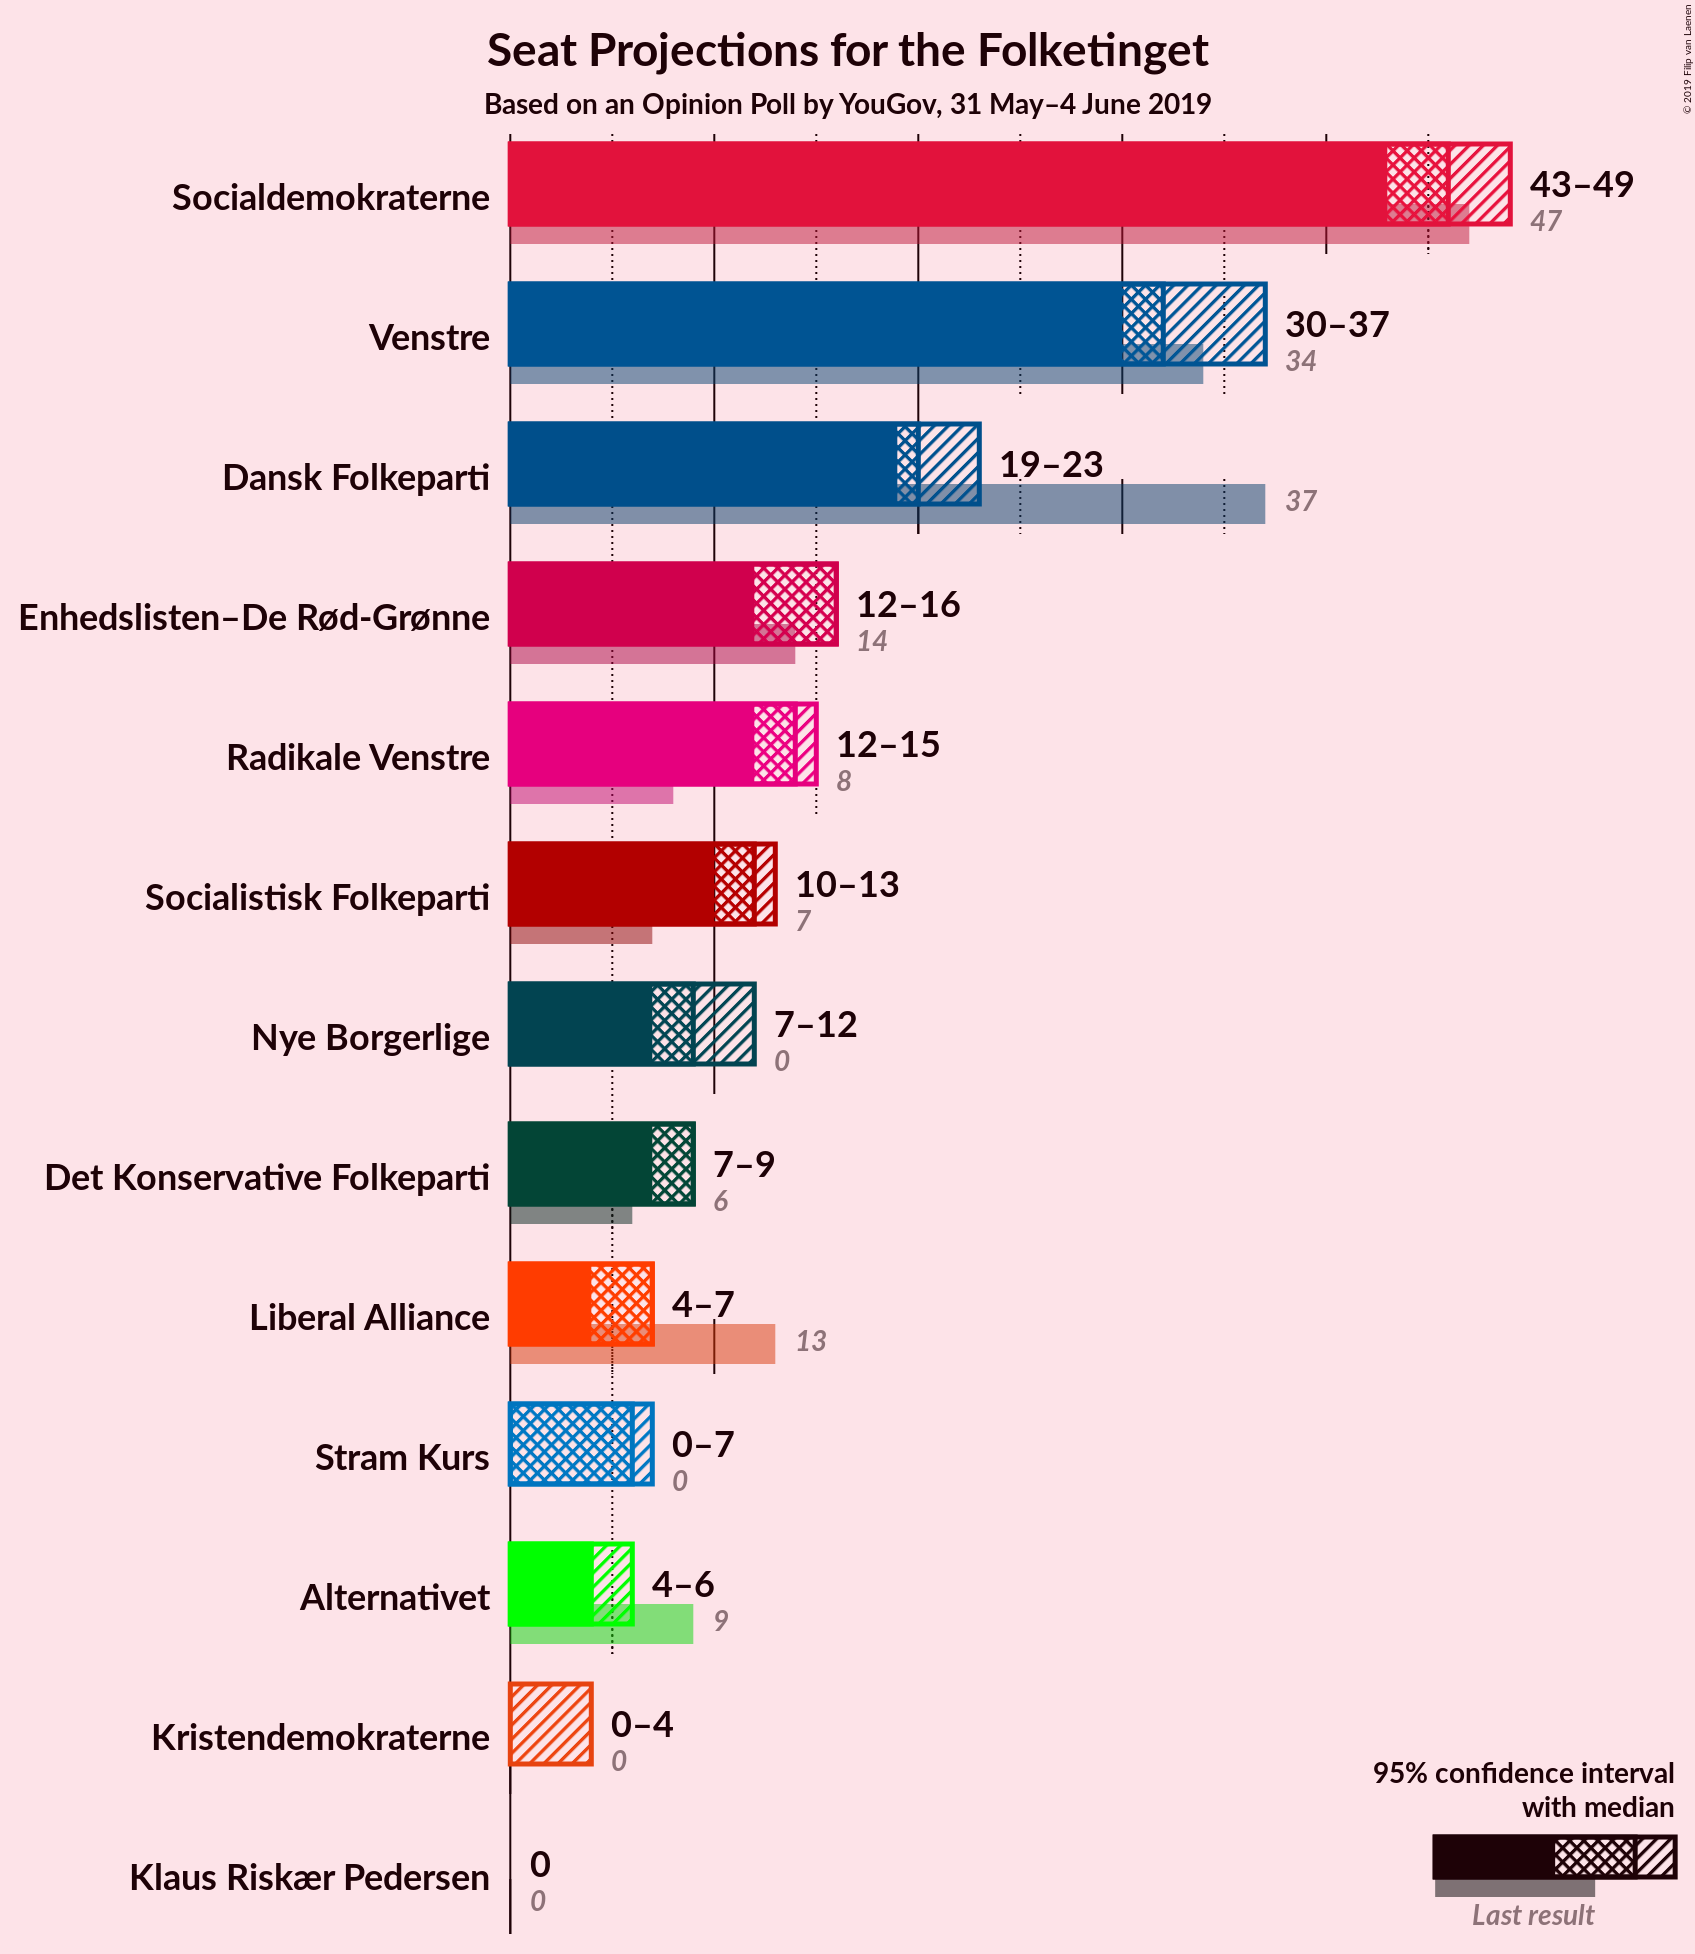 Seat Projections for the Folketinget
Based on an Opinion Poll by YouGov, 31 May–4 June 2019
© 2019 Filip van Laenen
Socialdemokraterne
43–49
47
Venstre
30–37
34
Dansk Folkeparti
19–23
37
Enhedslisten–De Rød-Grønne
12–16
14
Radikale Venstre
12–15
8
Socialistisk Folkeparti
10–13
7
Nye Borgerlige
7–12
0
Det Konservative Folkeparti
7–9
6
Liberal Alliance
4–7
13
Stram Kurs
0–7
0
Alternativet
4–6
9
Kristendemokraterne
0–4
0
Klaus Riskær Pedersen
0
0
95% confidence interval
with median
Last result